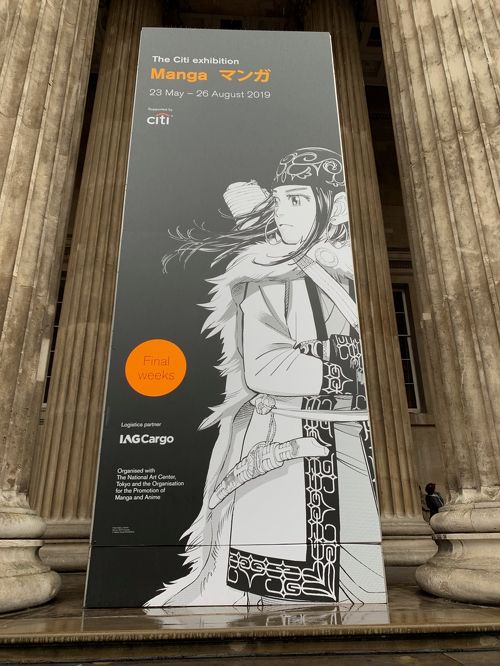 The Citi exhibition
Manga マンガ
23 May – 26 August 2019
Supported by
citi
Final
weeks
Logistics partner
IAGCargo
Organised with
The National Art Center,
Tokyo and the Organisation
for the Promotion of
Manga and Anime